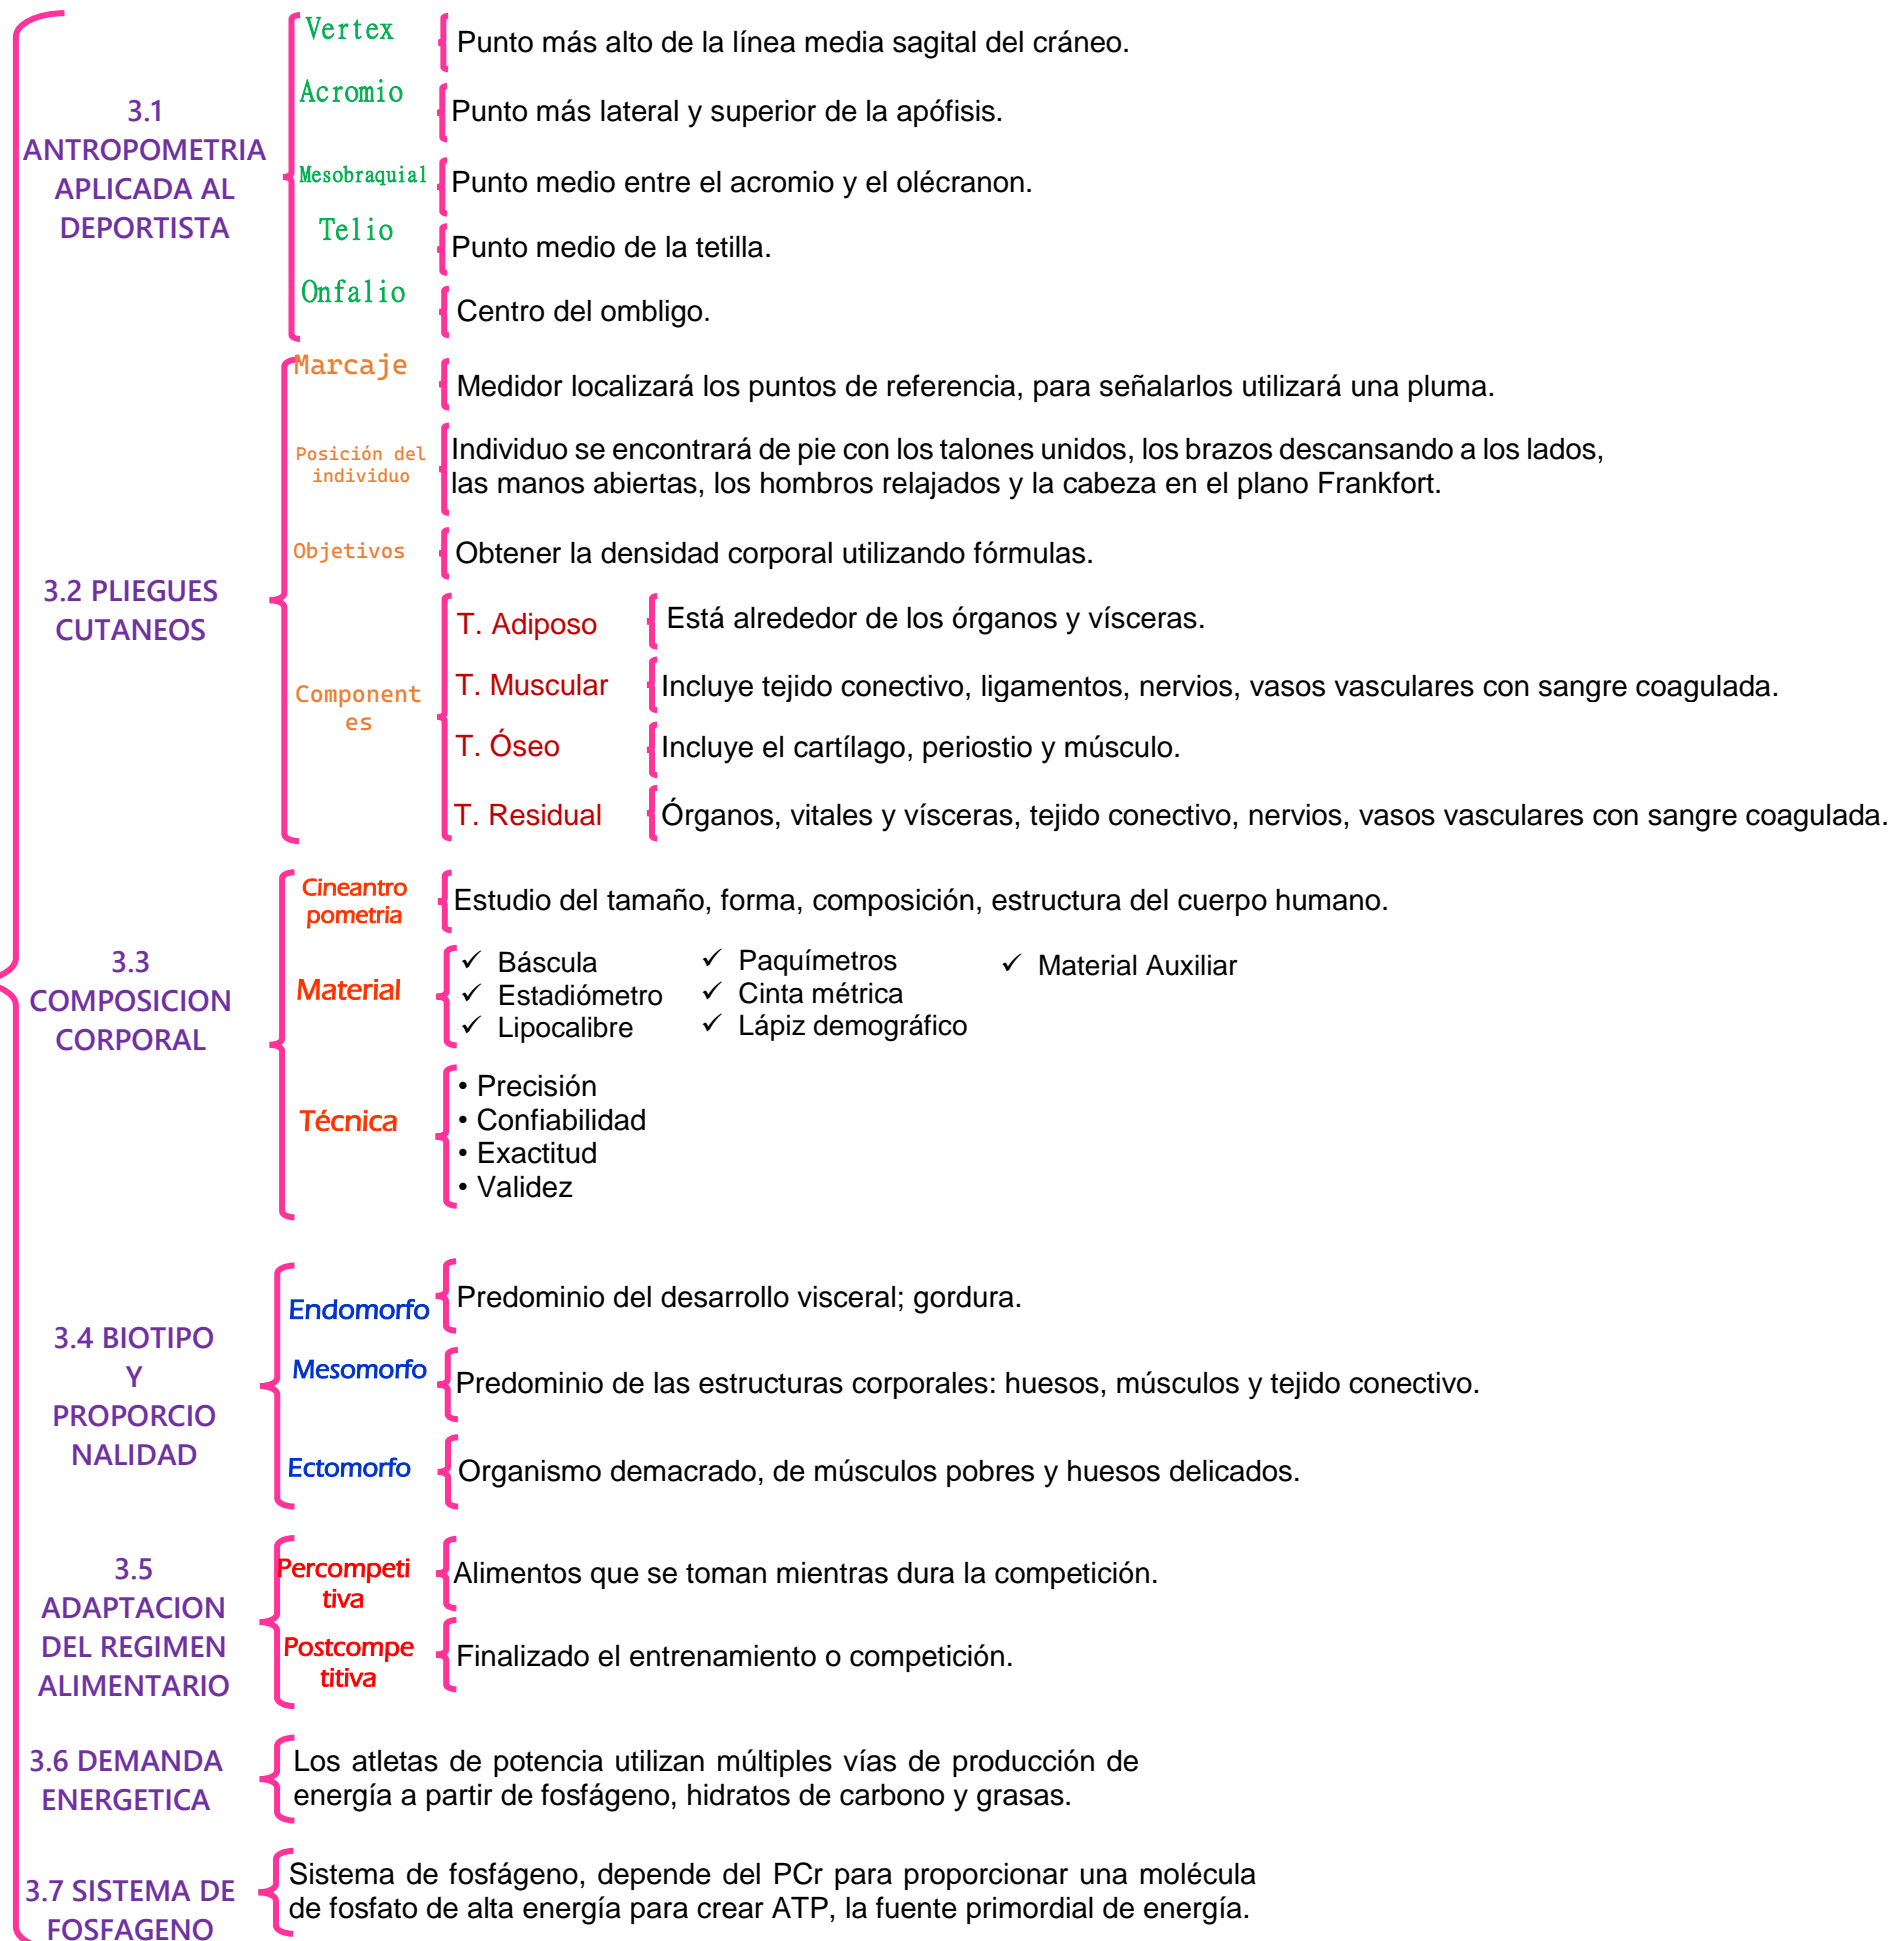 3.1
ANTROPOMETRIA
APLICADA AL
DEPORTISTA
Vertex
Punto más alto de la línea media sagital del cráneo.
Acromio
Punto más lateral y superior de la apófisis.
Mesobraquial
Punto medio entre el acromio y el olécranon.
Telio
Punto medio de la tetilla.
Onfalio
Centro del ombligo.
3.2 PLIEGUES
CUTANEOS
Marcaje
Medidor localizará los puntos de referencia, para señalarlos utilizará una pluma.
Posición del
individuo
Individuo se encontrará de pie con los talones unidos, los brazos descansando a los lados,
las manos abiertas, los hombros relajados y la cabeza en el plano Frankfort.
Objetivos
Obtener la densidad corporal utilizando fórmulas.
Component
es
T. Adiposo
Está alrededor de los órganos y vísceras.
T. Muscular
Incluye tejido conectivo, ligamentos, nervios, vasos vasculares con sangre coagulada.
T. Óseo
Incluye el cartílago, periostio y músculo.
T. Residual
Órganos, vitales y vísceras, tejido conectivo, nervios, vasos vasculares con sangre coagulada.
3.3
COMPOSICION
CORPORAL
Cineantro
pometria
Estudio del tamaño, forma, composición, estructura del cuerpo humano.
Material
✓ Báscula
✓ Estadiómetro
✓ Lipocalibre
✓ Paquímetros
✓ Cinta métrica
✓ Lápiz demográfico
✓ Material Auxiliar
Técnica
• Precisión
• Confiabilidad
• Exactitud
• Validez
3.4 BIOTIPO
Y
PROPORCIO
NALIDAD
Endomorfo
Predominio del desarrollo visceral; gordura.
Mesomorfo
Predominio de las estructuras corporales: huesos, músculos y tejido conectivo.
Ectomorfo
Organismo demacrado, de músculos pobres y huesos delicados.
3.5
ADAPTACION
DEL REGIMEN
ALIMENTARIO
Percompeti
tiva
Alimentos que se toman mientras dura la competición.
Postcompe
titiva
Finalizado el entrenamiento o competición.
3.6 DEMANDA
ENERGETICA
Los atletas de potencia utilizan múltiples vías de producción de
energía a partir de fosfágeno, hidratos de carbono y grasas.
3.7 SISTEMA DE
FOSFAGENO
Sistema de fosfágeno, depende del PCr para proporcionar una molécula
de fosfato de alta energía para crear ATP, la fuente primordial de energía.